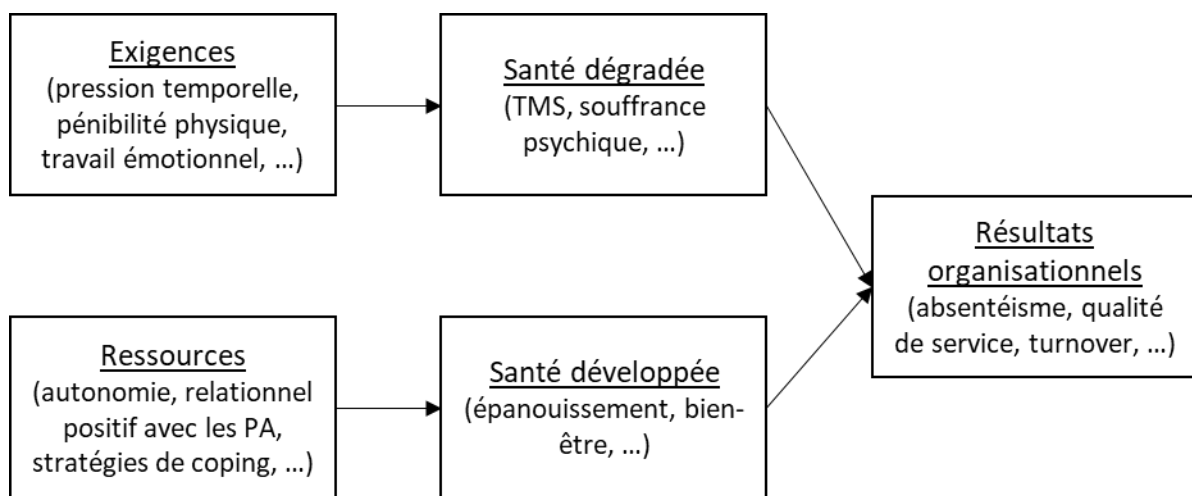 Exigences
(pression temporelle,
pénibilité physique,
travail émotionnel, ...)
Santé dégradée
(TMS, souffrance
psychique, ...)
Résultats
organisationnels
(absentéisme, qualité
de service, turnover, ...)
Ressources
(autonomie, relationnel
positif avec les PA,
stratégies de coping, ...)
Santé développée
(épanouissement, bien-
être, ...)